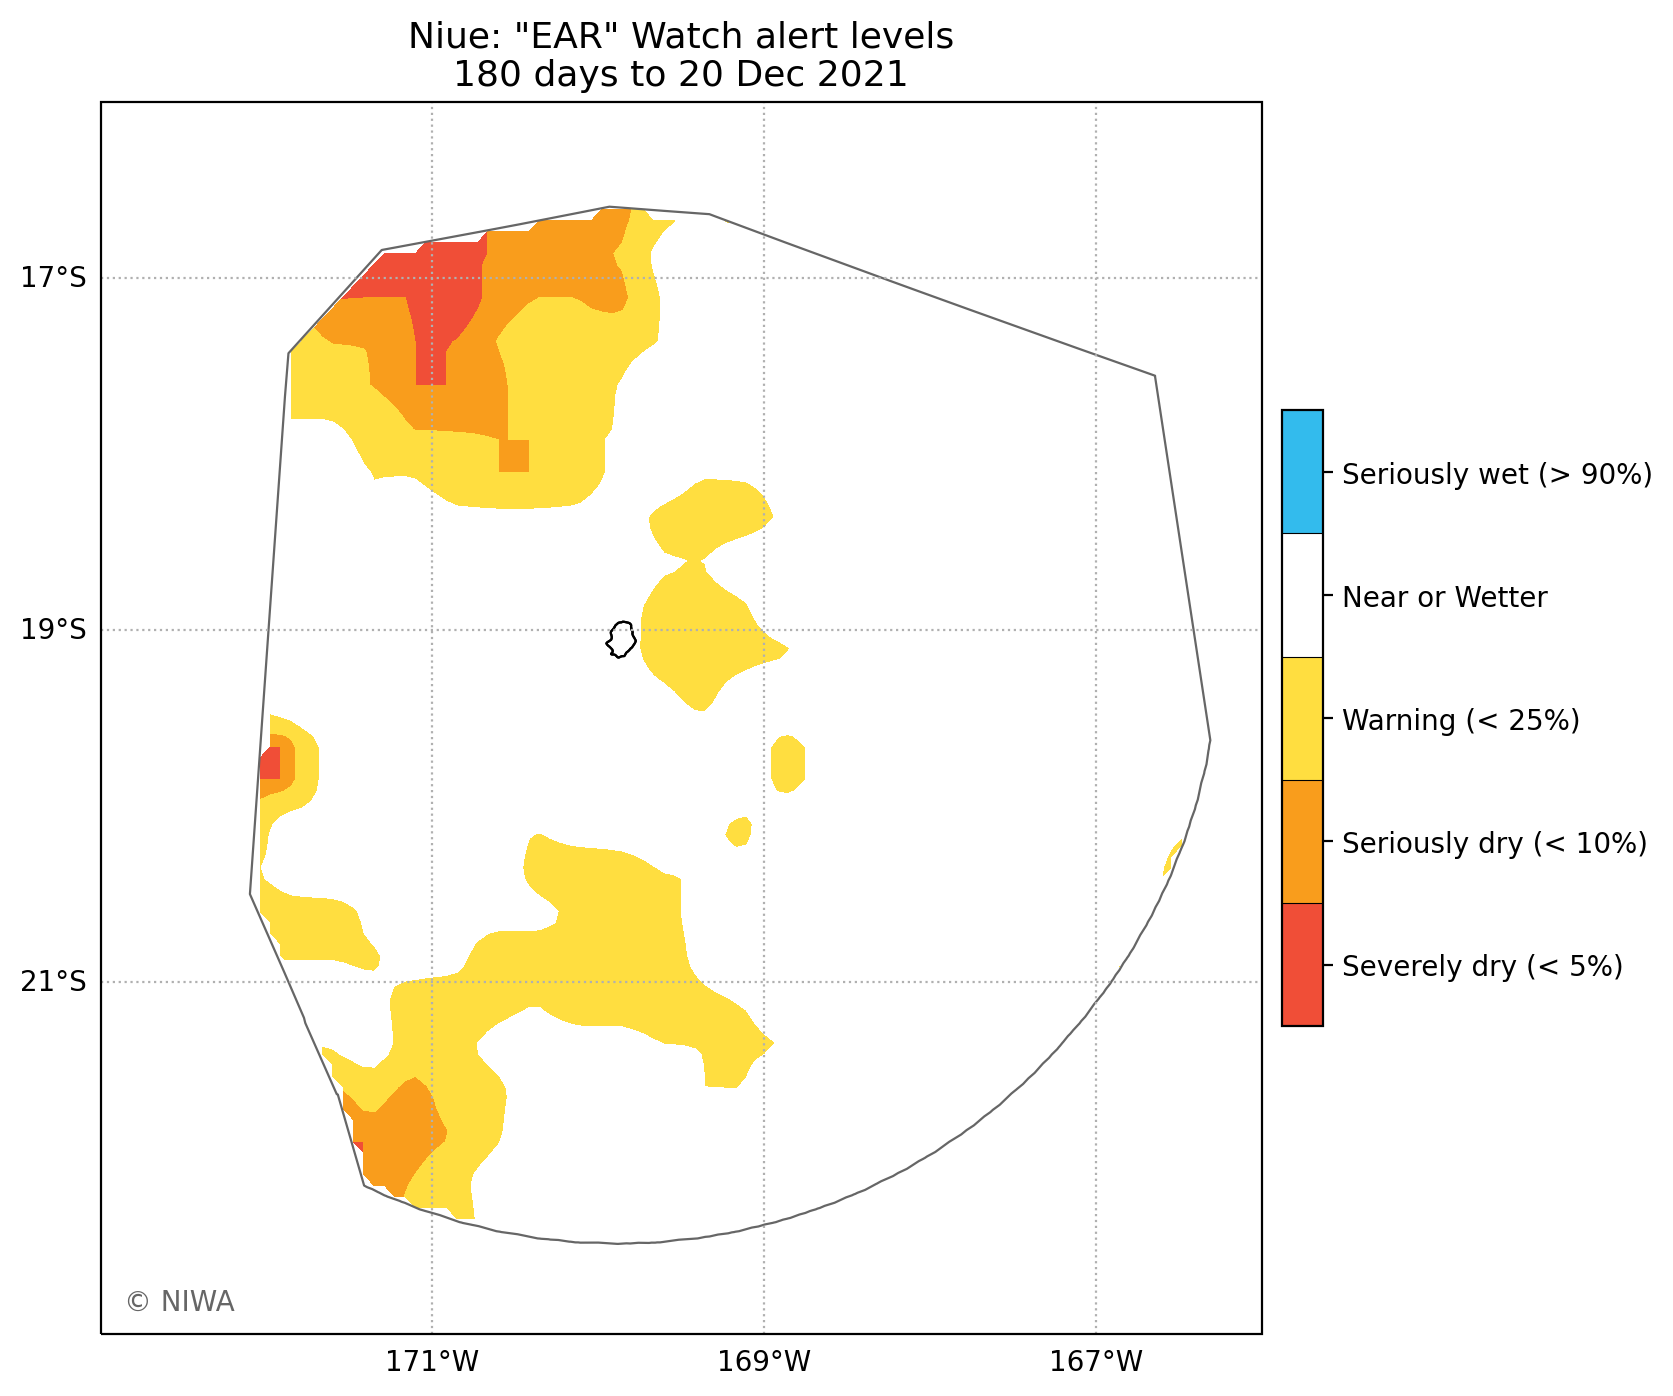 Niue: "EAR" Watch alert levels
180 days to 20 Dec 2021
17°S
19°S
21°S
171°W
169°W
167°W
Seriously wet (> 90%)
Near or Wetter
Warning (< 25%)
Seriously dry (< 10%)
Severely dry (< 5%)
© NIWA